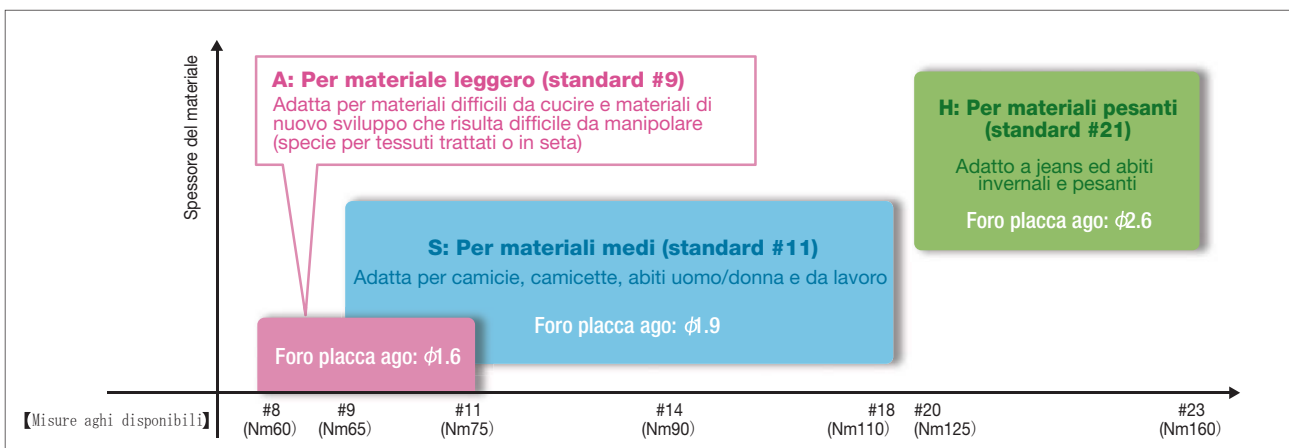 Spessore del materiale
A: Per materiale leggero (standard #9)
Adatta per materiali difficili da cucire e materiali di
nuovo sviluppo che risulta difficile da manipolare
(specie per tessuti trattati o in seta)
H: Per materiali pesanti
(standard #21)
Adatto a jeans ed abiti
invernali e pesanti
Foro placca ago: ϕ2.6
S: Per materiali medi (standard #11)
Adatta per camicie, camicette, abiti uomo/donna e da lavoro
Foro placca ago: ϕ1.9
Foro placca ago: ϕ1.6
【Misure aghi disponibili】
#8 #9 #11 #14 #18 #20 #23
(Nm60) (Nm65) (Nm75) (Nm90) (Nm110) (Nm125) (Nm160)